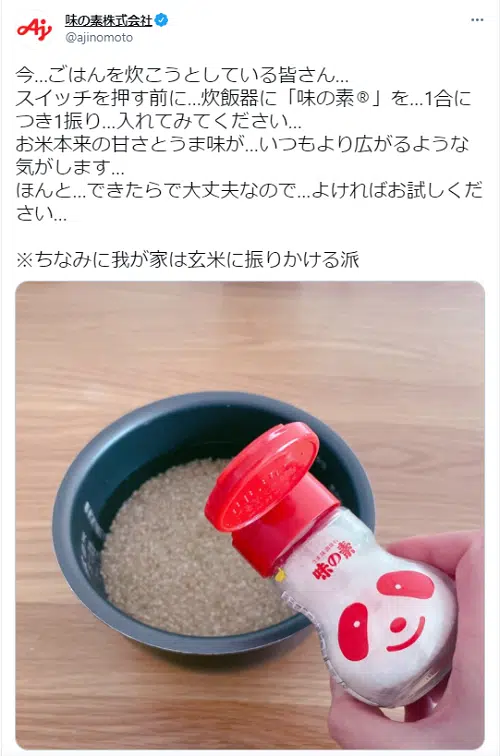 味の素株式会社
@ajinomoto
今…ごはんを炊こうとしている皆さん…
スイッチを押す前に…炊飯器に「味の素®」を…1合に
つき1振り…入れてみてください…
お米本来の甘さとうま味が…いつもより広がるような
気がします…
ほんと…できたらで大丈夫なので…よければお試しくだ
さい…
※ちなみに我が家は玄米に振りかける派
味の素